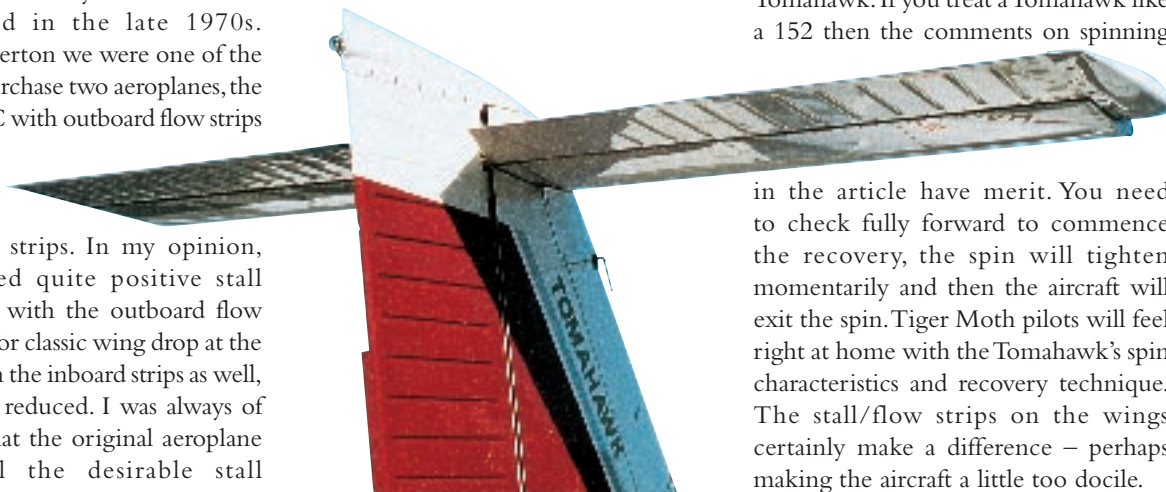 d in the late 1970s.
erton we were one of the
rchase two aeroplanes, the
C with outboard flow strips
strips. In my opinion,
ed quite positive stall
with the outboard flow
or classic wing drop at the
n the inboard strips as well,
reduced. I was always of
at the original aeroplane
l the desirable stall
TOMAHAWK
Tomahawk. If you treat a Tomahawk like
a 152 then the comments on spinning
in the article have merit. You need
to check fully forward to commence
the recovery, the spin will tighten
momentarily and then the aircraft will
exit the spin. Tiger Moth pilots will feel
right at home with the Tomahawk's spin
characteristics and recovery technique.
The stall/flow strips on the wings
certainly make a difference – perhaps
making the aircraft a little too docile.